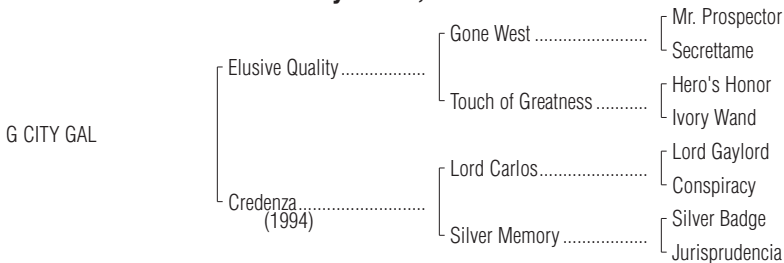 Mr. Prospector
Gone West ..................
Secrettame
Elusive Quality..................
Hero's Honor
Touch of Greatness ...........
Ivory Wand
G CITY GAL
Lord Gaylord
Lord Carlos......................
Conspiracy
Credenza...........................
(1994)
Silver Badge
Silver Memory ..................
Jurisprudencia